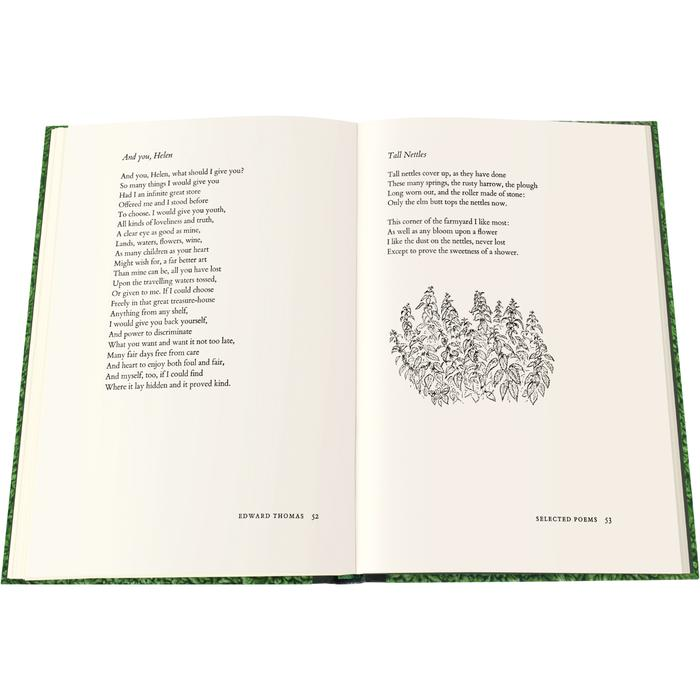 And you, Helen
And you, Helen, what should I give you?
So many things I would give you
Had I an infinite great store
Offered me and I stood before
To choose. I would give you youth,
All kinds of loveliness and truth,
A clear eye as good as mine,
Lands, waters, flowers, wine,
As many children as your heart
Might wish for, a far better art
Than mine can be, all you have lost
Upon the travelling waters tossed,
Or given to me. If I could choose
Freely in that great treasure-house
Anything from any shelf,
I would give you back yourself,
And power to discriminate
What you want and want it not too late,
Many fair days free from care
And heart to enjoy both foul and fair,
And myself, too, if I could find
Where it lay hidden and it proved kind.
EDWARD THOMAS 52
Tall Nettles
Tall nettles cover up, as they have done
These many springs, the rusty harrow, the plough
Long worn out, and the roller made of stone:
Only the elm butt tops the nettles now.
This corner of the farmyard I like most:
As well as any bloom upon a flower
I like the dust on the nettles, never lost
Except to prove the sweetness of a shower.
SELECTED POEMS 53